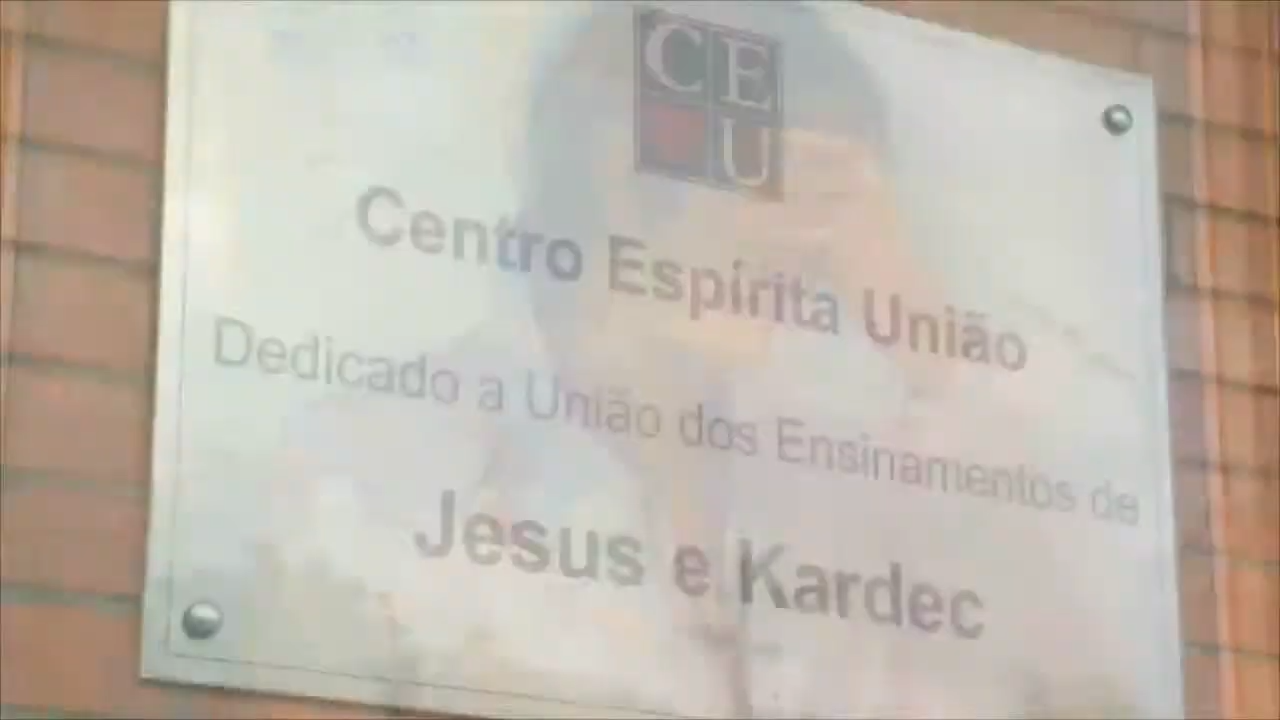 CE
U
Centro Espírita União
Dedicado a União dos Ensinamentos de
Jesus e Kardec